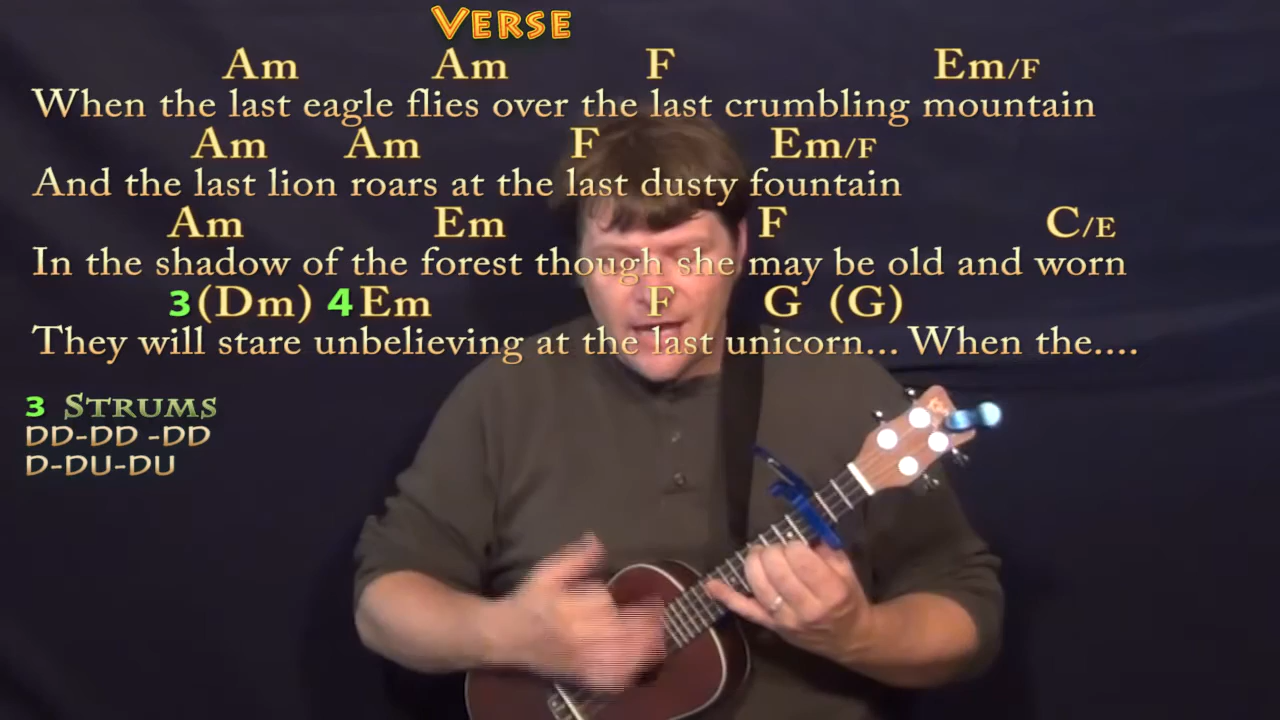 VERSE
Am Am F Em/F
When the last eagle flies over the last crumbling mountain
Am Am F Em/F
And the last lion roars at the last dusty fountain
Am Em F C/E
In the shadow of the forest though she may be old and worn
3 (Dm) 4 Em F G (G)
They will stare unbelieving at the last unicorn... When the....
3 STRUMS
DD-DD -DD
D-DU-DU